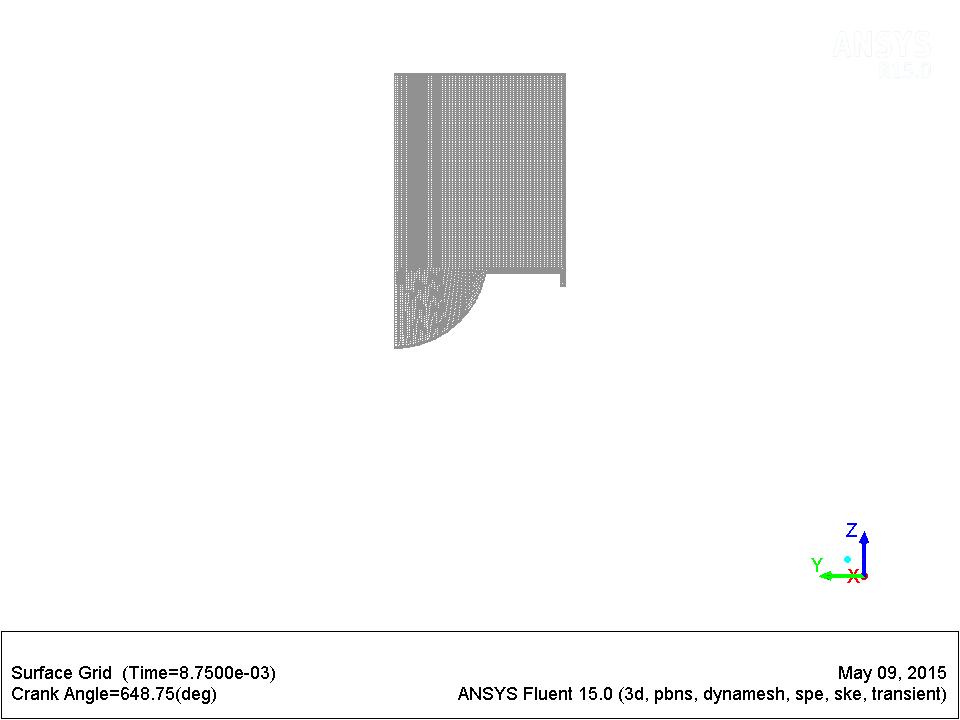 ANSYS
R15.0
Z
Y
X
Surface Grid  (Time=8.7500e-03)
May 09, 2015
Crank Angle=648.75(deg)
ANSYS Fluent 15.0 (3d, pbns, dynamesh, spe, ske, transient)